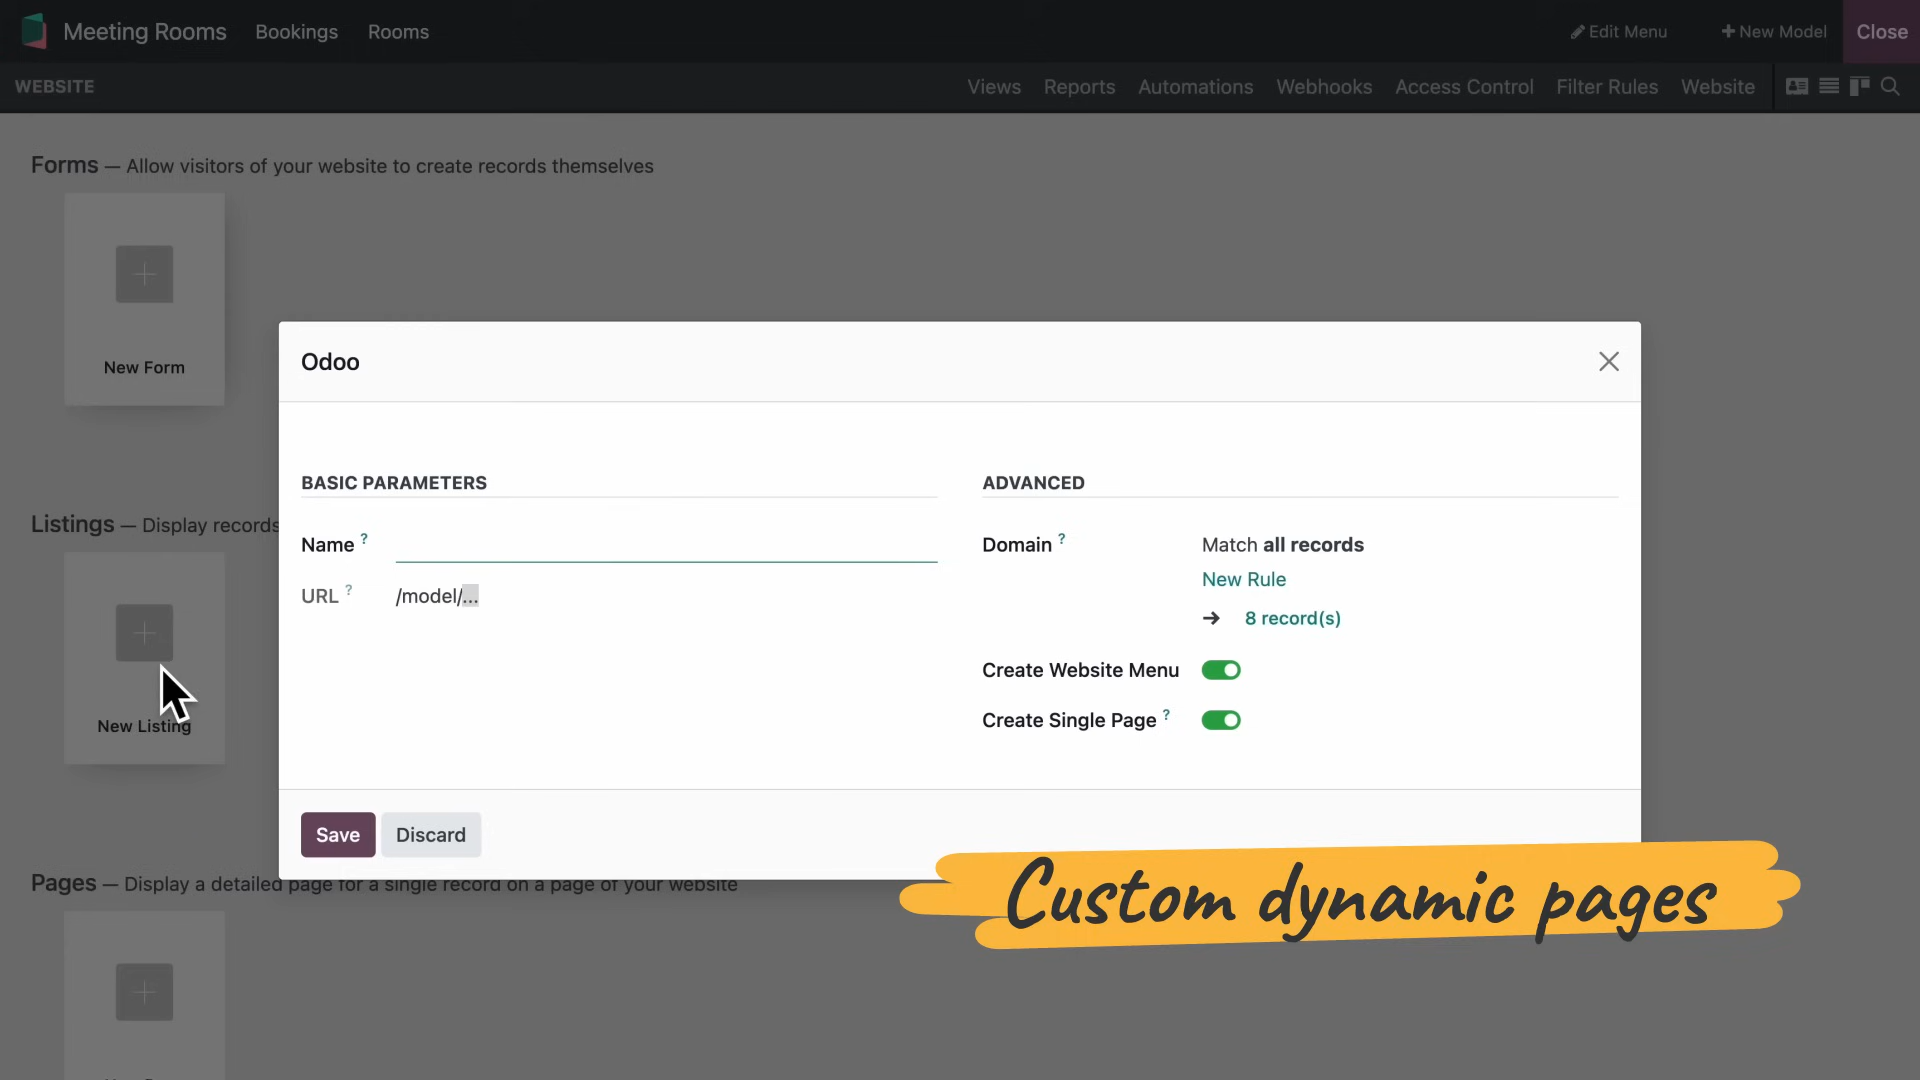 Meeting Rooms
Bookings
Rooms
Edit Menu
New Model
Close
WEBSITE
Views
Reports
Automations
Webhooks
Access Control
Filter Rules
Website
Forms — Allow visitors of your website to create records themselves
New Form
Odoo
BASIC PARAMETERS
ADVANCED
Listings — Display records
Name ?
Domain ?
Match all records
New Rule
URL ?
/model/...
8 record(s)
Create Website Menu
Create Single Page ?
New Listing
Save
Discard
Pages — Display a detailed page for a single record on a page of your website
Custom dynamic pages